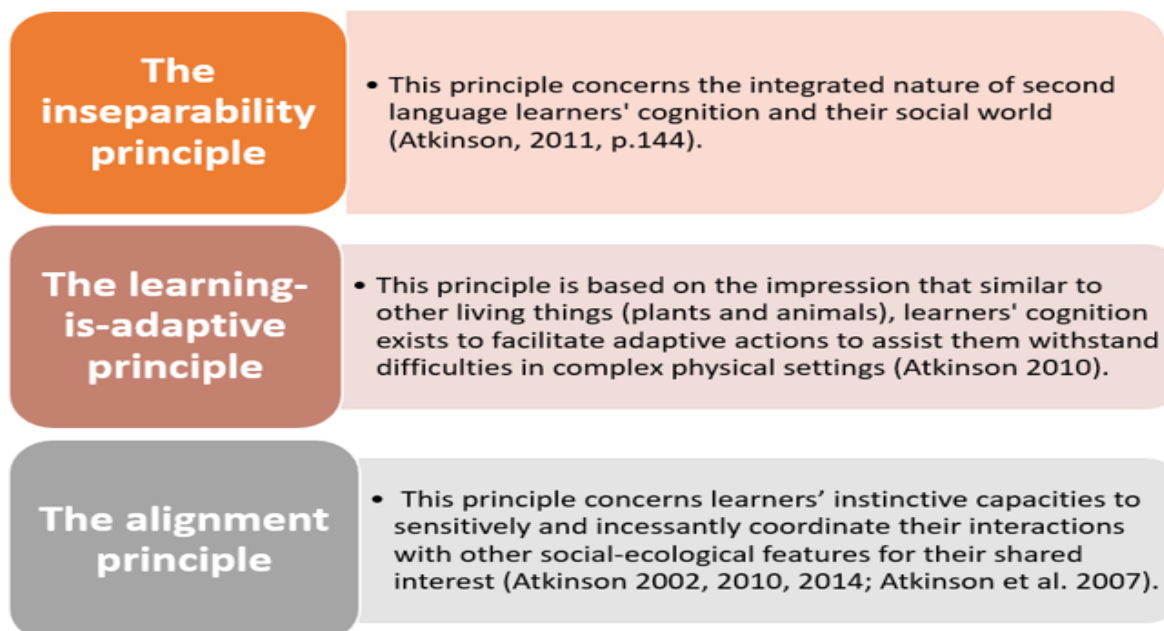 The
inseparability
principle
• This principle concerns the integrated nature of second
language learners' cognition and their social world
(Atkinson, 2011, p.144).
The learning-
is-adaptive
principle
• This principle is based on the impression that similar to
other living things (plants and animals), learners' cognition
exists to facilitate adaptive actions to assist them withstand
difficulties in complex physical settings (Atkinson 2010).
The alignment
principle
• This principle concerns learners’ instinctive capacities to
sensitively and incessantly coordinate their interactions
with other social-ecological features for their shared
interest (Atkinson 2002, 2010, 2014; Atkinson et al. 2007).